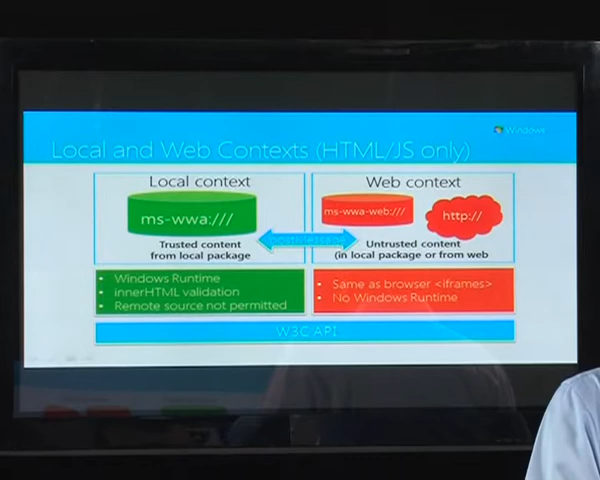 Windows
Local and Web Contexts (HTML/JS only)
Local context
ms-wwa:///
Trusted content
from local package
Web context
ms-wwa-web:///
http://
Untrusted content
(in local package or from web
• Windows Runtime
• innerHTML validation
• Remote source not permitted
• Same as browser <iframes>
• No Windows Runtime
W3C API